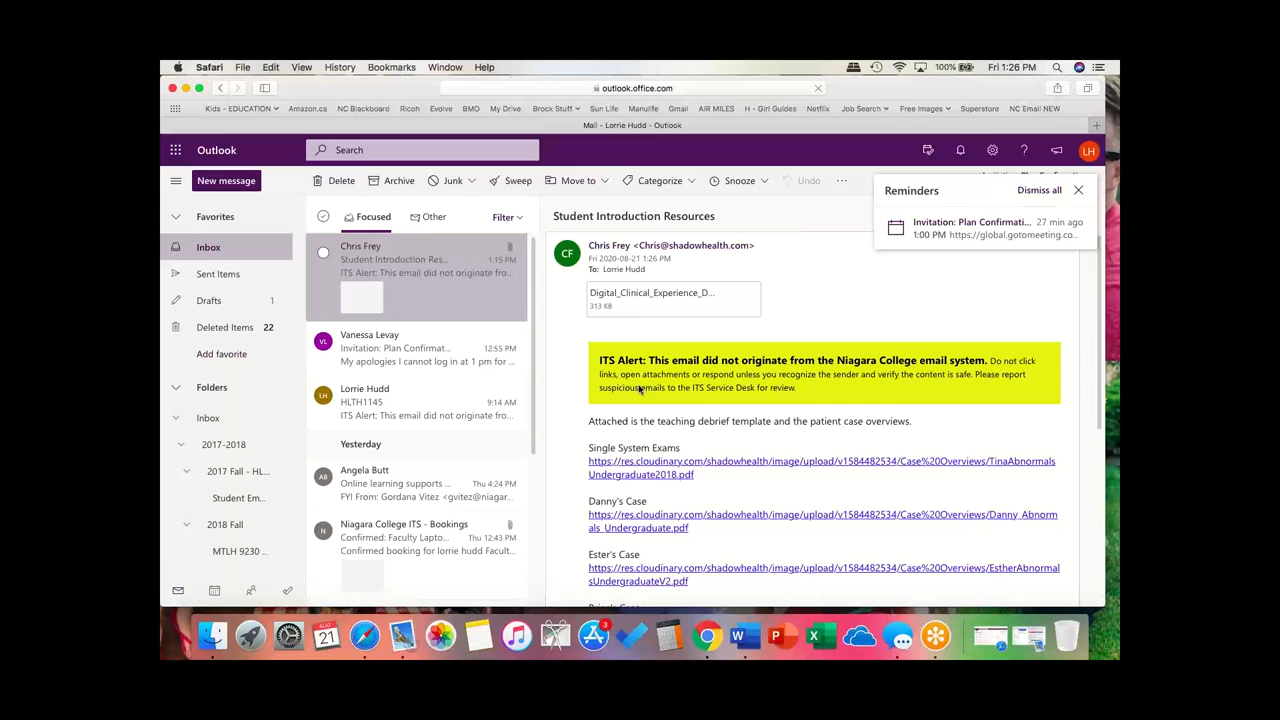 Safari File Edit View History Bookmarks Window Help 100% Fri 1:26 PM
outlook.office.com
Kids - EDUCATION Amazon.ca NC Blackboard Ricoh Evolve BMO My Drive Brock Stuff Sun Life Manulife Gmail AIR MILES H - Girl Guides Netflix Job Search Free Images Superstore NC Email NEW
Mail - Lorrie Hudd - Outlook
Outlook Search LH
New message Delete Archive Junk Sweep Move to Categorize Snooze Undo
Reminders Dismiss all
Invitation: Plan Confirmati... 27 min ago
1:00 PM https://global.gotomeeting.co...
Favorites
Inbox
Sent Items
Drafts 1
Deleted Items 22
Add favorite
Folders
Inbox
2017-2018
2017 Fall - HL...
Student Em...
2018 Fall
MTLH 9230 ...
Focused Other Filter
Chris Frey
Student Introduction Res... 1:15 PM
ITS Alert: This email did not originate fro...
VL
Vanessa Levay
Invitation: Plan Confirmat... 12:55 PM
My apologies I cannot log in at 1 pm for ...
LH
Lorrie Hudd
HLTH1145 9:14 AM
ITS Alert: This email did not originate fro...
Yesterday
AB
Angela Butt
Online learning supports ... Thu 4:24 PM
FYI From: Gordana Vitez <gvitez@niagar...
N
Niagara College ITS - Bookings
Confirmed: Faculty Lapto... Thu 12:43 PM
Confirmed booking for lorrie hudd Facult...
Student Introduction Resources
CF
Chris Frey <Chris@shadowhealth.com>
Fri 2020-08-21 1:26 PM
To: Lorrie Hudd
Digital_Clinical_Experience_D...
313 KB
ITS Alert: This email did not originate from the Niagara College email system. Do not click
links, open attachments or respond unless you recognize the sender and verify the content is safe. Please report
suspicious emails to the ITS Service Desk for review.
Attached is the teaching debrief template and the patient case overviews.
Single System Exams
https://res.cloudinary.com/shadowhealth/image/upload/v1584482534/Case%20Overviews/TinaAbnormals
Undergraduate2018.pdf
Danny's Case
https://res.cloudinary.com/shadowhealth/image/upload/v1584482534/Case%20Overviews/Danny_Abnorm
als_Undergraduate.pdf
Ester's Case
https://res.cloudinary.com/shadowhealth/image/upload/v1584482534/Case%20Overviews/EstherAbnormal
sUndergraduateV2.pdf
AUG
21
3